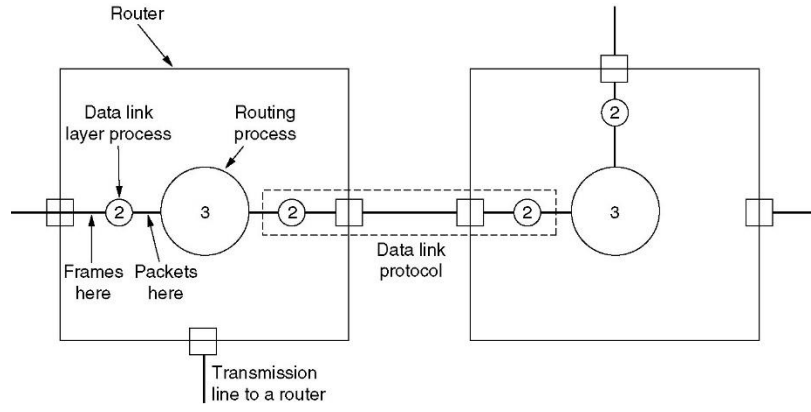 Router
Data link
layer process
Routing
process
2
2
3
2
2
3
Frames
here
Packets
here
Data link
protocol
Transmission
line to a router